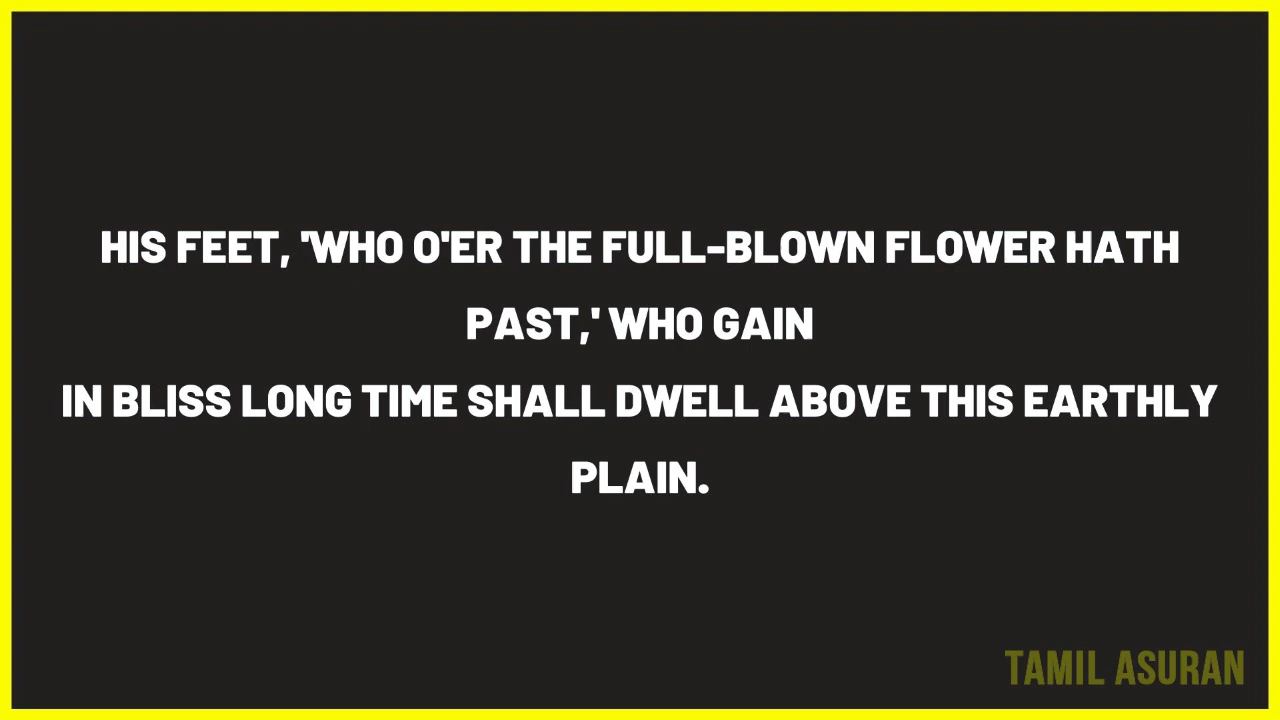 HIS FEET, 'WHO O'ER THE FULL-BLOWN FLOWER HATH
PAST,' WHO GAIN
IN BLISS LONG TIME SHALL DWELL ABOVE THIS EARTHLY
PLAIN.
TAMIL ASURAN